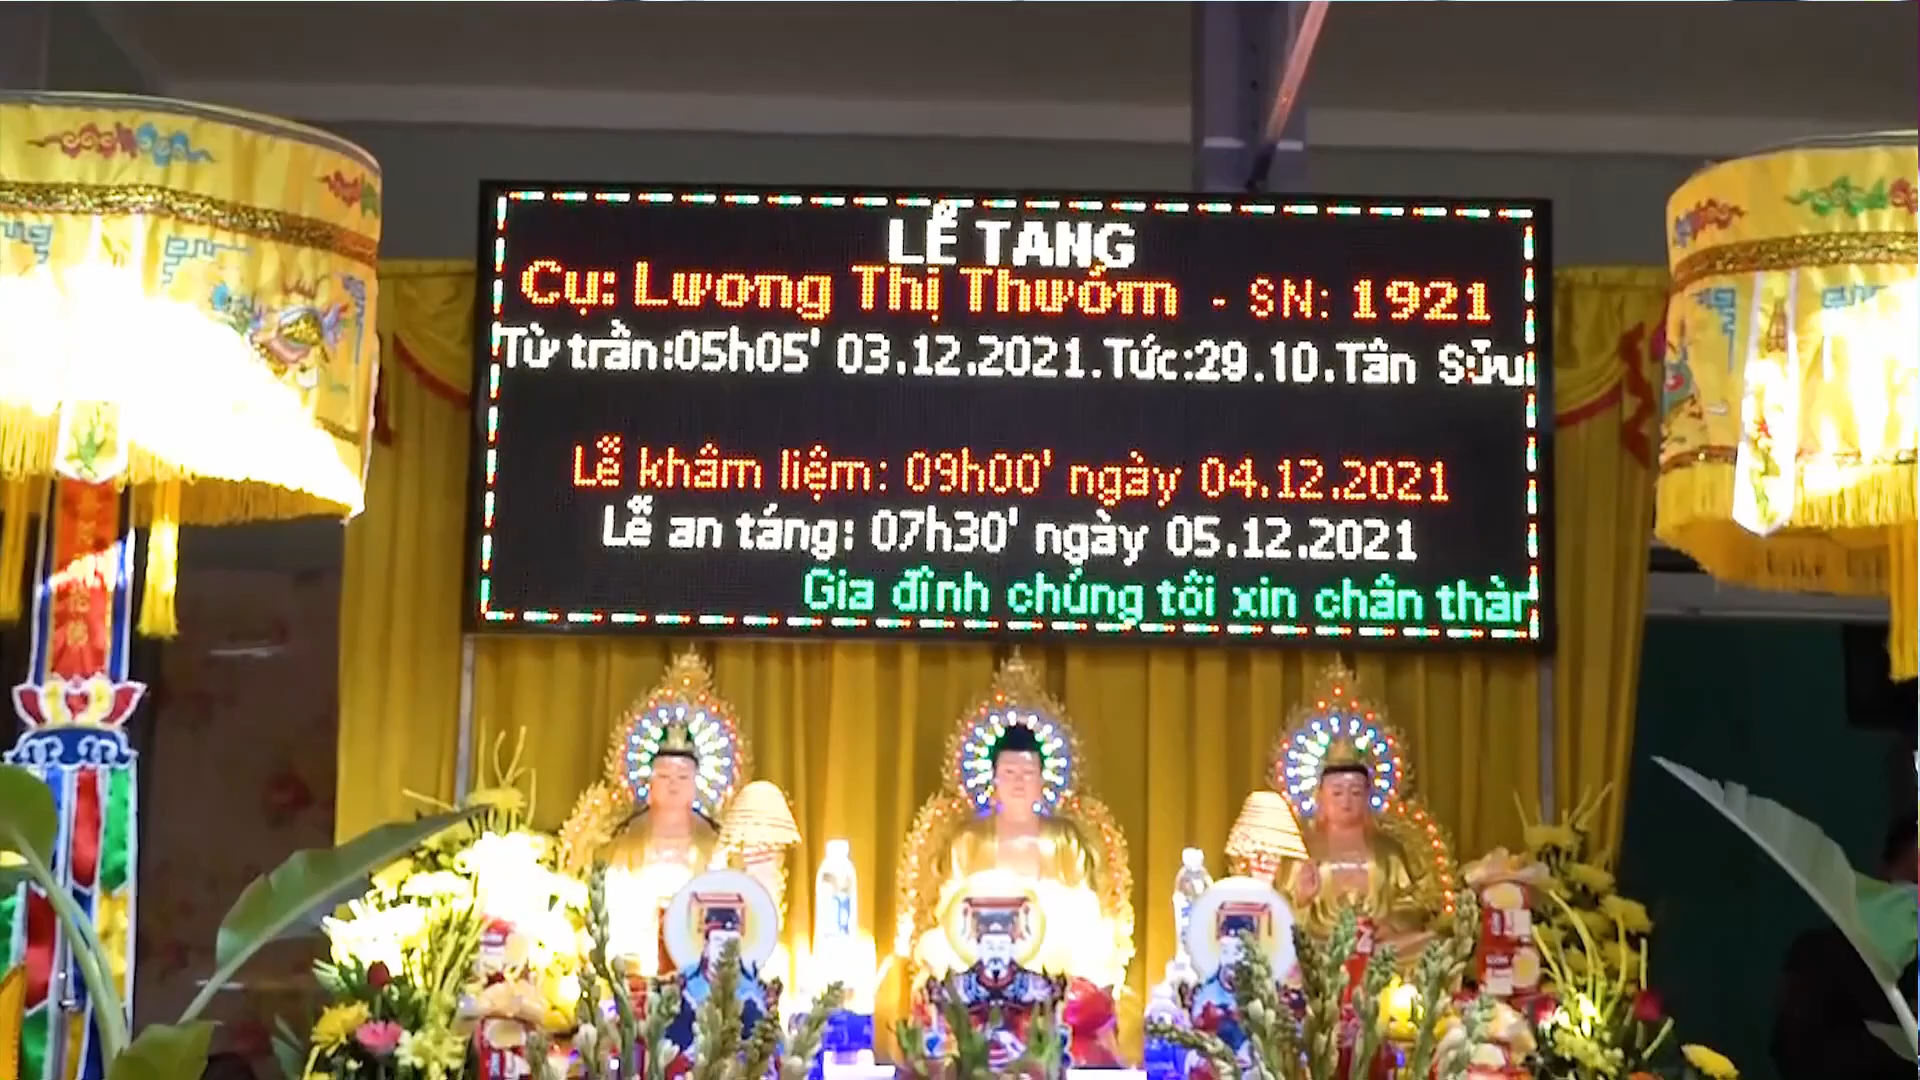 LỄ TANG
Cụ: Lương Thị Thướm - SN: 1921
Từ trần:05h05' 03.12.2021.Tức:29.10.Tân Sửu
Lễ khâm liệm: 09h00' ngày 04.12.2021
Lễ an táng: 07h30' ngày 05.12.2021
Gia đình chúng tôi xin chân thàn